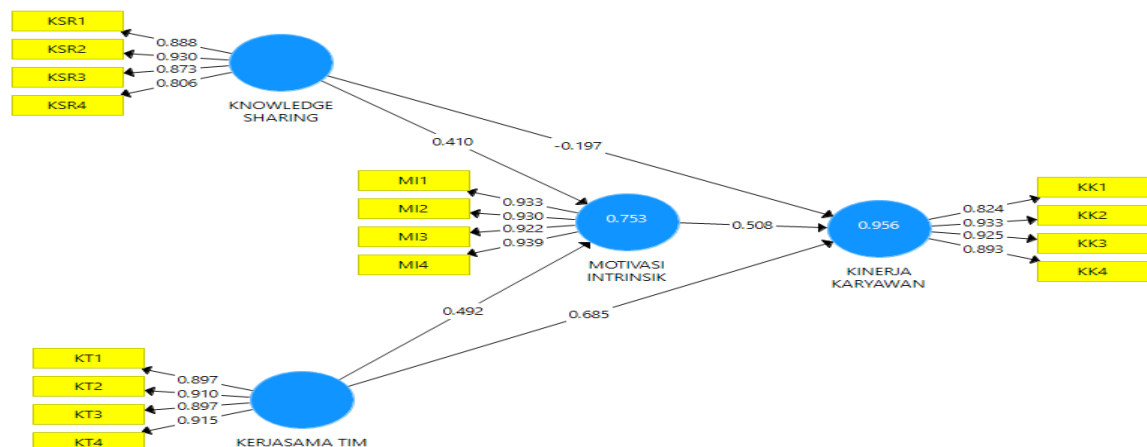 KSR1
KSR2
KSR3
KSR4
0.888
0.930
0.873
0.806
KNOWLEDGE
SHARING
0.410
-0.197
MI1
MI2
MI3
MI4
0.933
0.930
0.922
0.939
0.753
MOTIVASI
INTRINSIK
0.508
0.956
KINERJA
KARYAWAN
0.824
0.933
0.925
0.893
KK1
KK2
KK3
KK4
0.492
0.685
KT1
KT2
KT3
KT4
0.897
0.910
0.897
0.915
KERJASAMA TIM